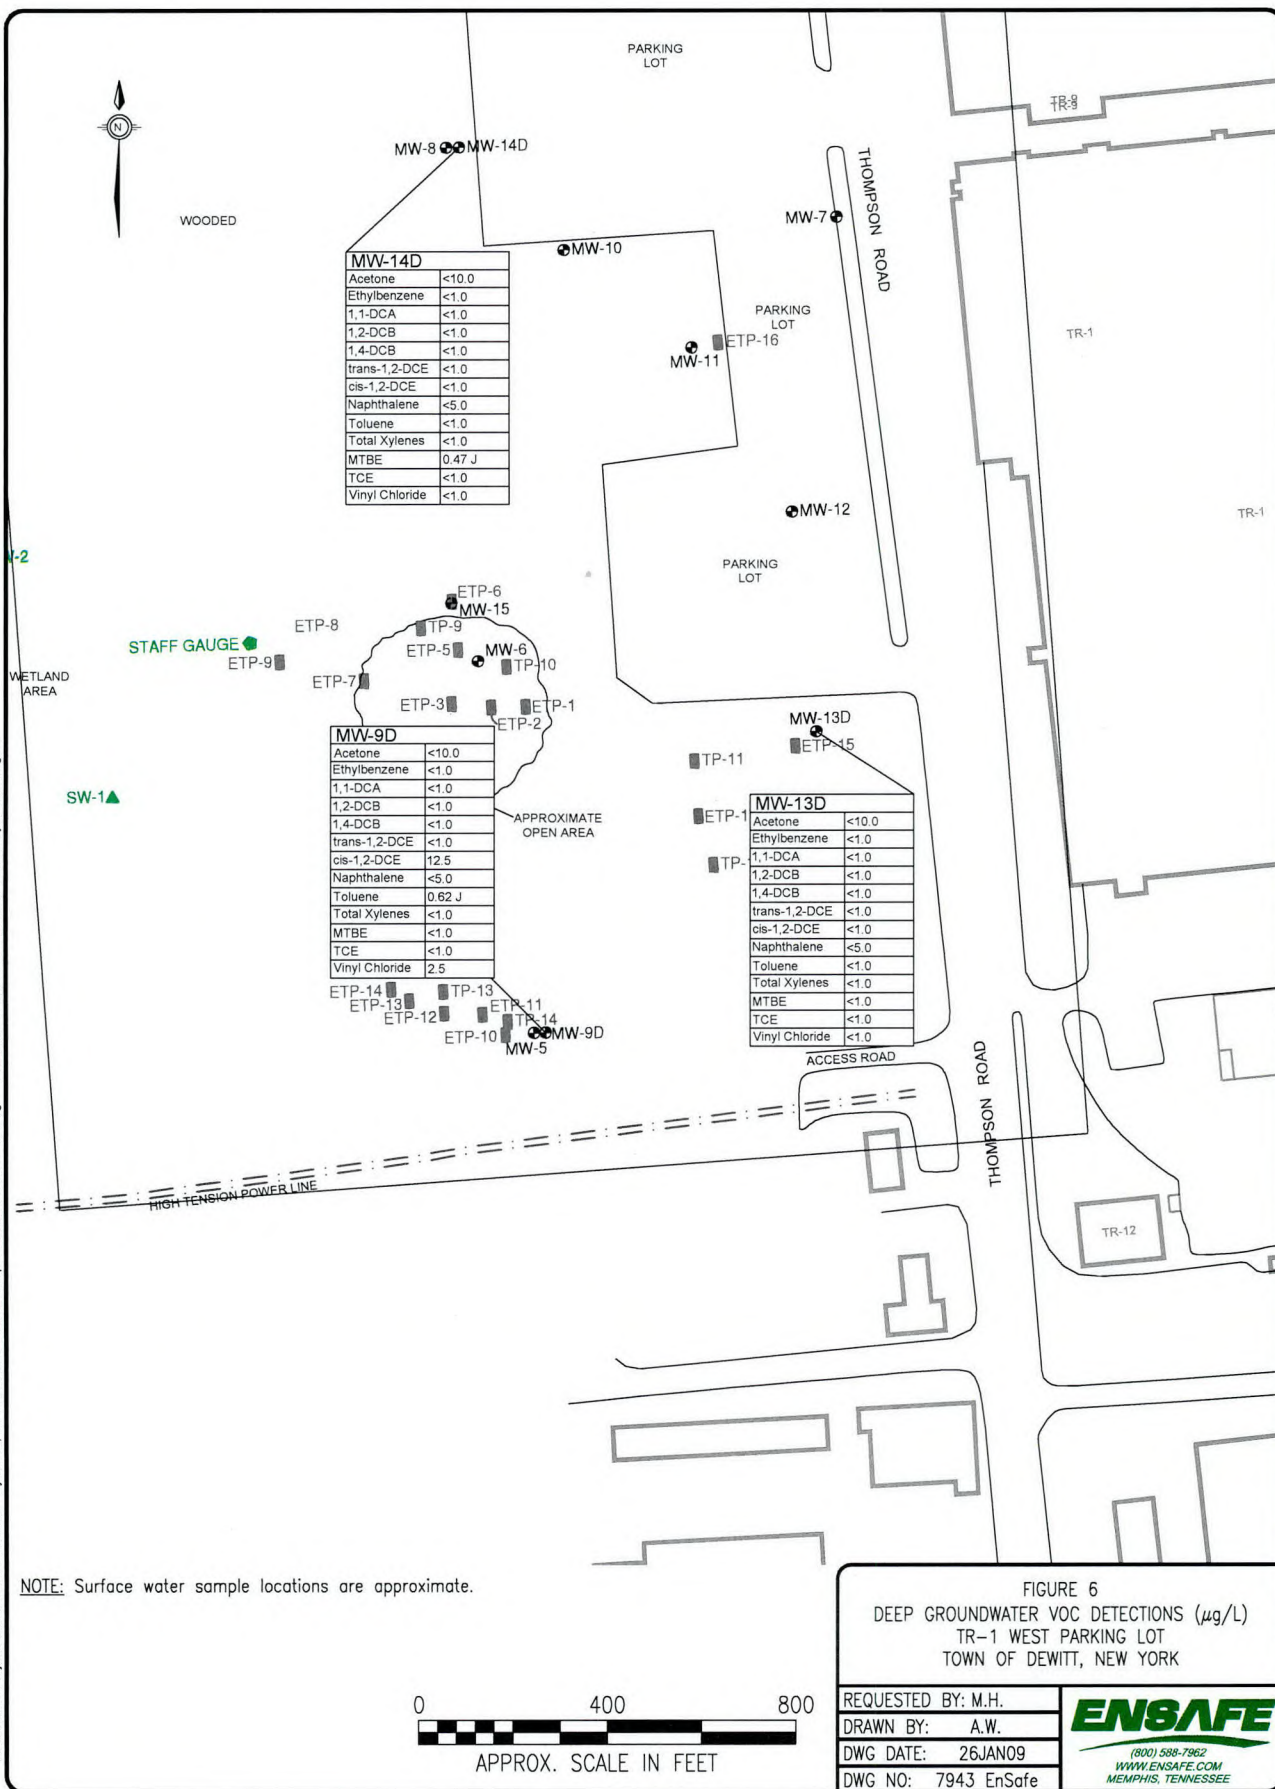 PARKING
LOT
TR-9
TR-9
MW-8
MW-14D
THOMPSON ROAD
WOODED
MW-7
MW-10
MW-14D
Acetone <10.0
Ethylbenzene <1.0
1,1-DCA <1.0
1,2-DCB <1.0
1,4-DCB <1.0
trans-1,2-DCE <1.0
cis-1,2-DCE <1.0
Naphthalene <5.0
Toluene <1.0
Total Xylenes <1.0
MTBE 0.47 J
TCE <1.0
Vinyl Chloride <1.0
PARKING
LOT
ETP-16
MW-11
TR-1
MW-12
TR-1
PARKING
LOT
-2
ETP-6
MW-15
ETP-8
TP-9
STAFF GAUGE
ETP-5
MW-6
ETP-9
TP-10
WETLAND
AREA
ETP-7
ETP-3
ETP-1
ETP-2
MW-13D
ETP-15
TP-11
MW-9D
Acetone <10.0
Ethylbenzene <1.0
1,1-DCA <1.0
1,2-DCB <1.0
1,4-DCB <1.0
trans-1,2-DCE <1.0
cis-1,2-DCE 12.5
Naphthalene <5.0
Toluene 0.62 J
Total Xylenes <1.0
MTBE <1.0
TCE <1.0
Vinyl Chloride 2.5
SW-1
APPROXIMATE
OPEN AREA
ETP-1
TP-
MW-13D
Acetone <10.0
Ethylbenzene <1.0
1,1-DCA <1.0
1,2-DCB <1.0
1,4-DCB <1.0
trans-1,2-DCE <1.0
cis-1,2-DCE <1.0
Naphthalene <5.0
Toluene <1.0
Total Xylenes <1.0
MTBE <1.0
TCE <1.0
Vinyl Chloride <1.0
ETP-14
TP-13
ETP-13
ETP-11
ETP-12
TP-14
ETP-10
MW-9D
MW-5
ACCESS ROAD
THOMPSON ROAD
HIGH TENSION POWER LINE
TR-12
NOTE: Surface water sample locations are approximate.
0 400 800
APPROX. SCALE IN FEET
FIGURE 6
DEEP GROUNDWATER VOC DETECTIONS (µg/L)
TR-1 WEST PARKING LOT
TOWN OF DEWITT, NEW YORK
REQUESTED BY: M.H.
DRAWN BY: A.W.
DWG DATE: 26JAN09
DWG NO: 7943 EnSafe
ENSAFE
(800) 588-7962
WWW.ENSAFE.COM
MEMPHIS, TENNESSEE
N